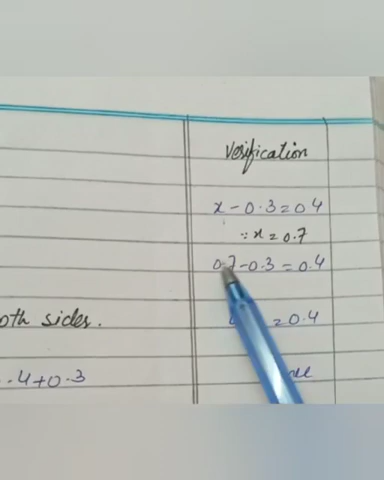 Verification
x - 0.3 = 0.4
∵ x = 0.7
0.7 - 0.3 = 0.4
oth sides.
= 0.4
.4 + 0.3